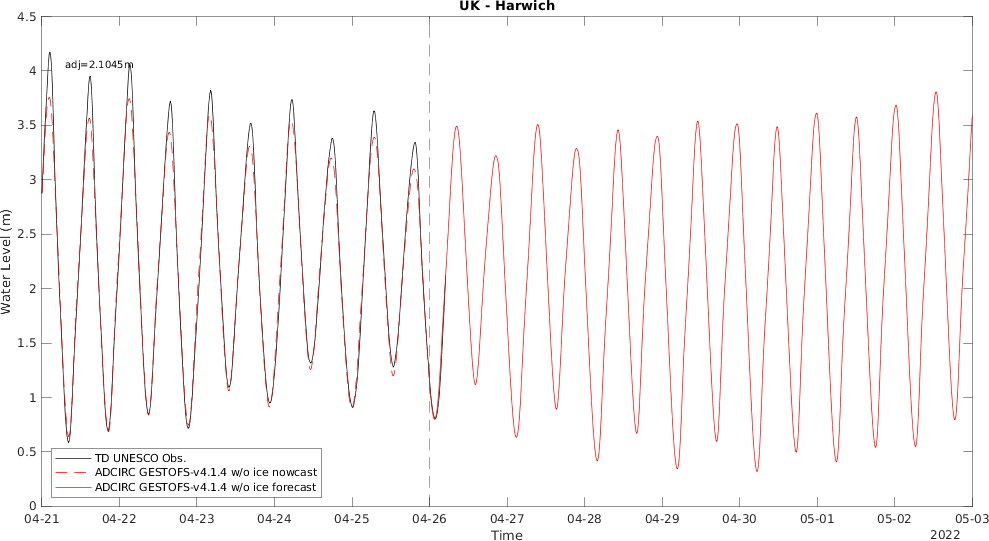 UK - Harwich
adj=2.1045m
Water Level (m)
4.5
4
3.5
3
2.5
2
1.5
1
0.5
0
TD UNESCO Obs.
ADCIRC GESTOFS-v4.1.4 w/o ice nowcast
ADCIRC GESTOFS-v4.1.4 w/o ice forecast
04-21 04-22 04-23 04-24 04-25 04-26 04-27 04-28 04-29 04-30 05-01 05-02 05-03
Time
2022